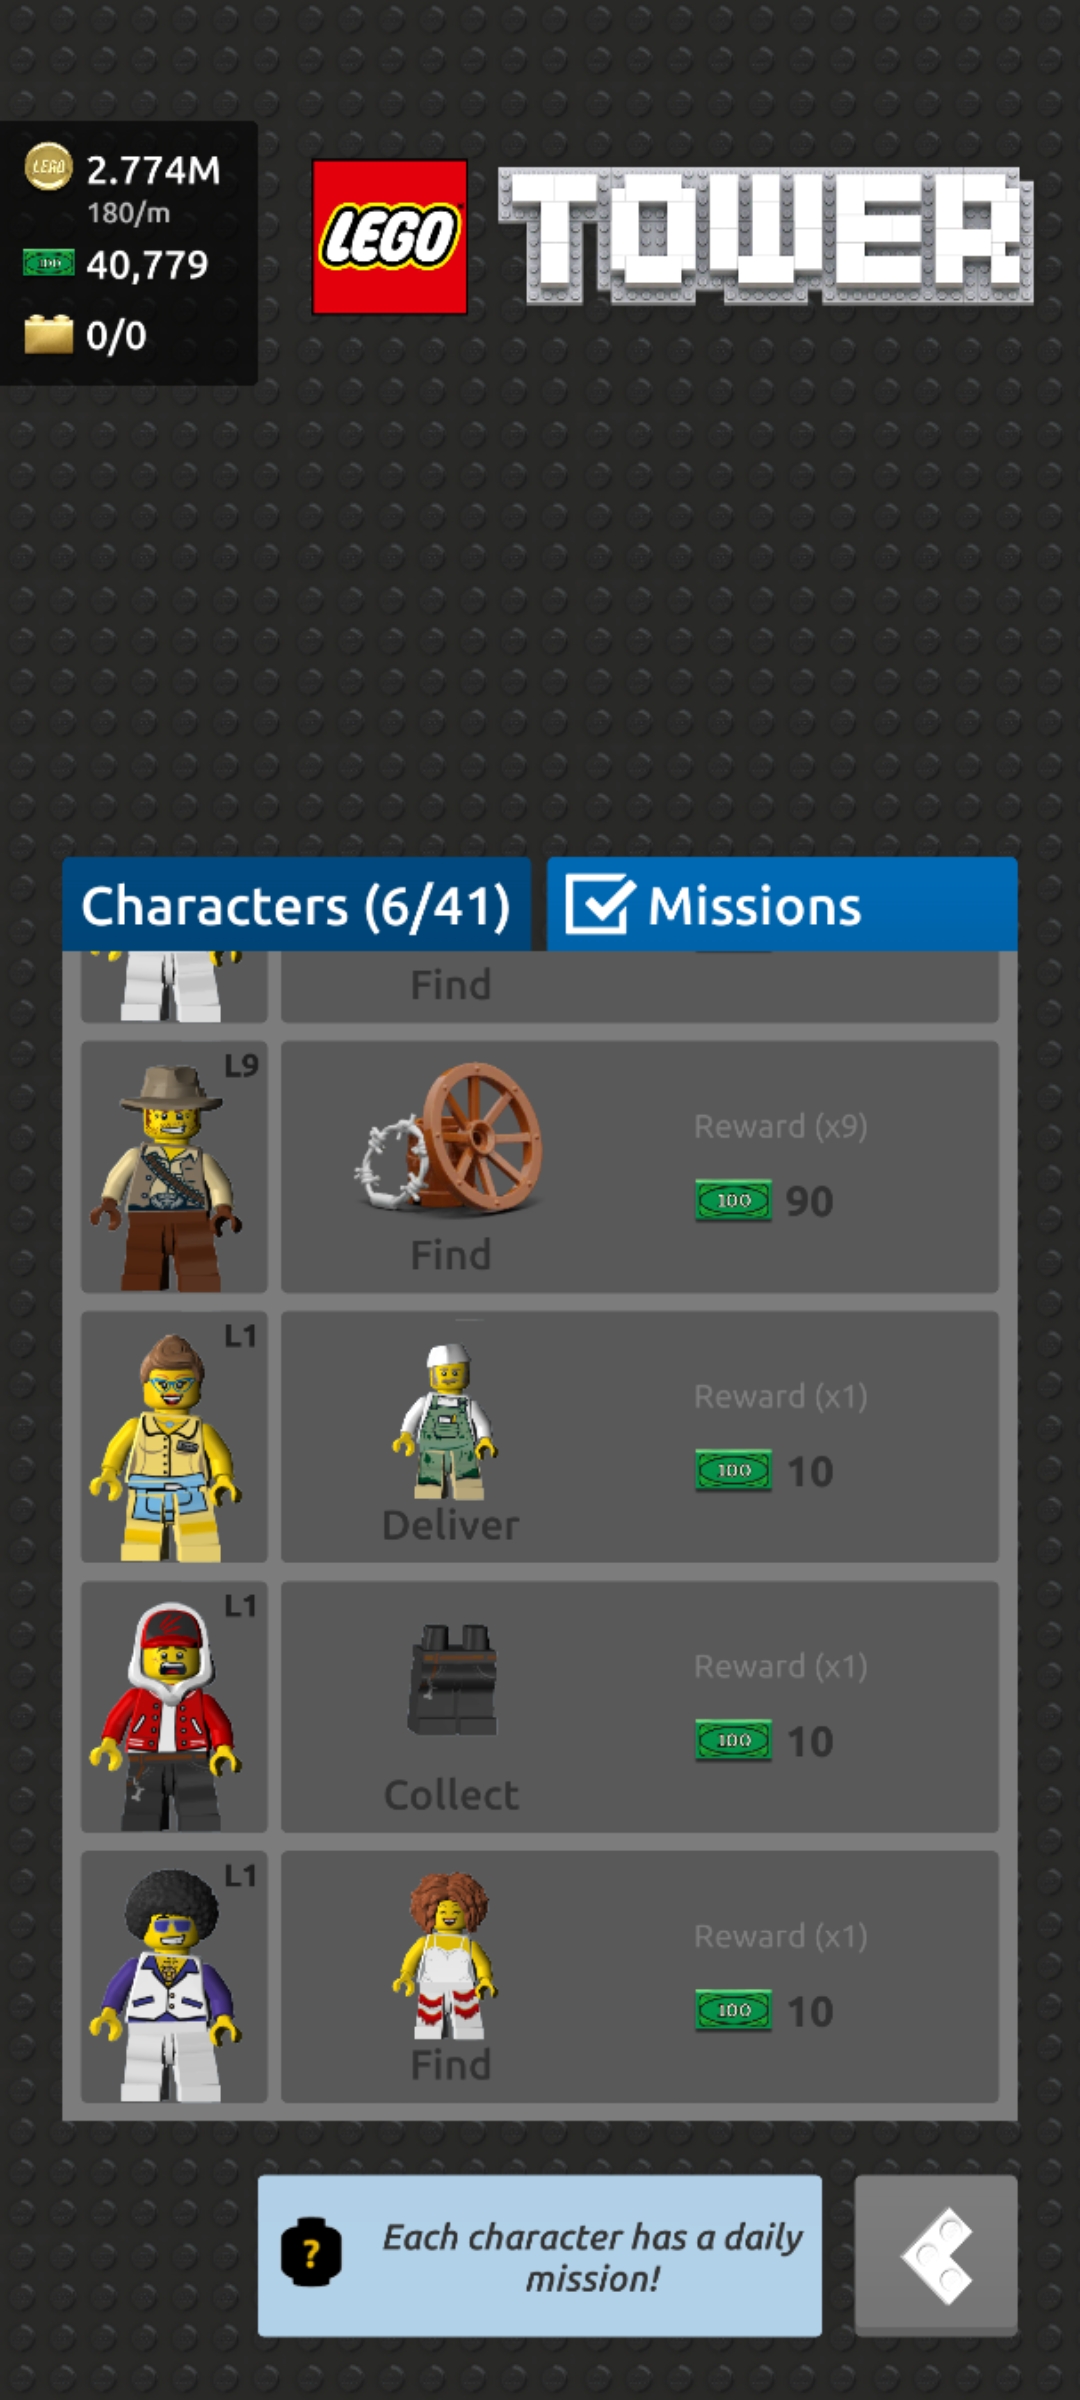 LEGO
2.774M
180/m
100
40,779
0/0
LEGO
TOWER
Characters (6/41)
Missions
Find
L9
Find
Reward (x9)
100
90
L1
Deliver
Reward (x1)
100
10
L1
Collect
Reward (x1)
100
10
L1
Find
Reward (x1)
100
10
?
Each character has a daily
mission!